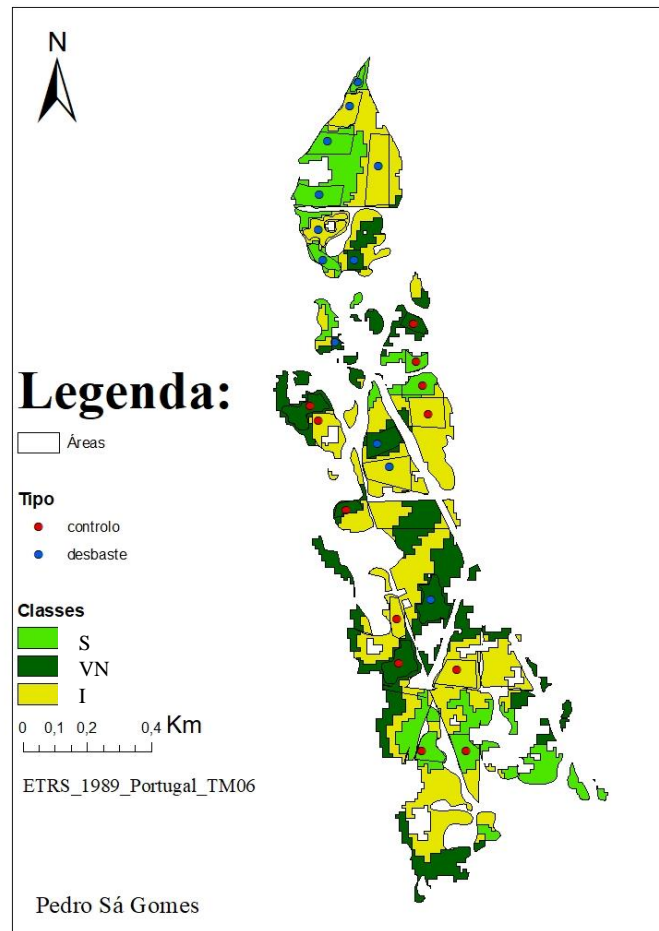 N
Legenda:
Áreas
Tipo
controlo
desbaste
Classes
S
VN
I
0 0,1 0,2 0,4 Km
ETRS_1989_Portugal_TM06
Pedro Sá Gomes